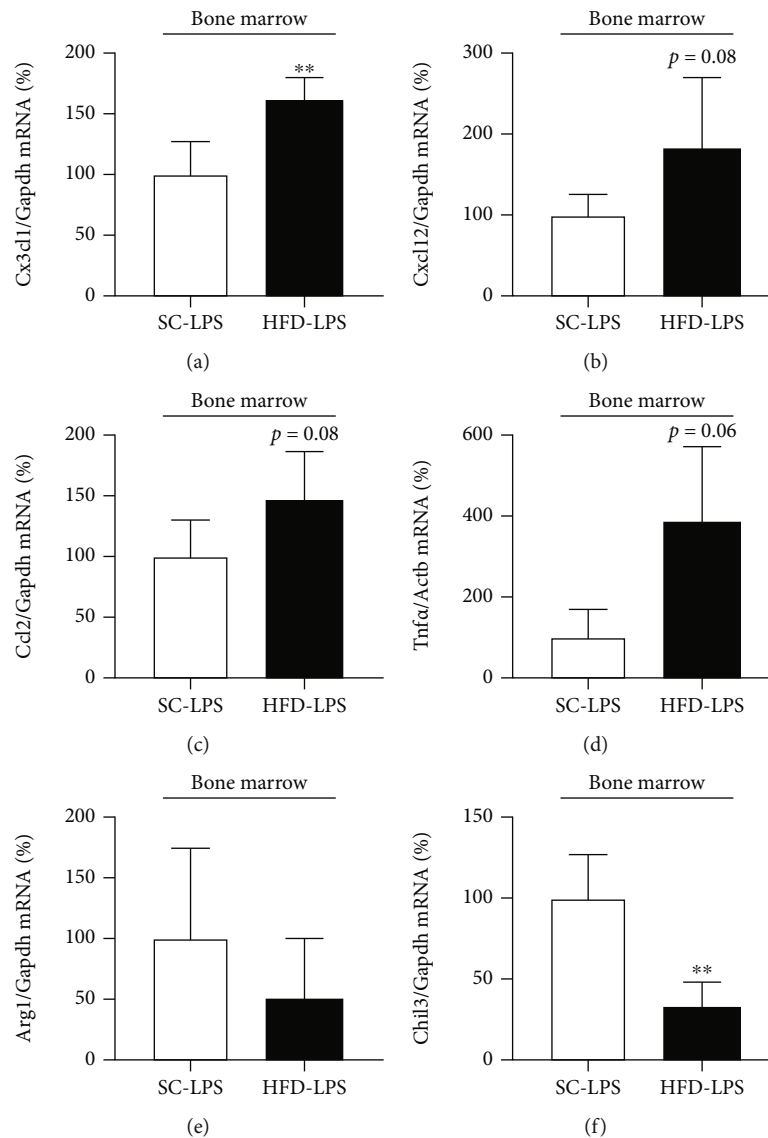 Bone marrow
Cx3cl1/Gapdh mRNA (%)
200
150
100
50
0
**
SC-LPS HFD-LPS
(a)
Bone marrow
Cxcl12/Gapdh mRNA (%)
300
200
100
0
p = 0.08
SC-LPS HFD-LPS
(b)
Bone marrow
Ccl2/Gapdh mRNA (%)
200
150
100
50
0
p = 0.08
SC-LPS HFD-LPS
(c)
Bone marrow
Tnfα/Actb mRNA (%)
600
400
200
0
p = 0.06
SC-LPS HFD-LPS
(d)
Bone marrow
Arg1/Gapdh mRNA (%)
200
150
100
50
0
SC-LPS HFD-LPS
(e)
Bone marrow
Chil3/Gapdh mRNA (%)
150
100
50
0
**
SC-LPS HFD-LPS
(f)